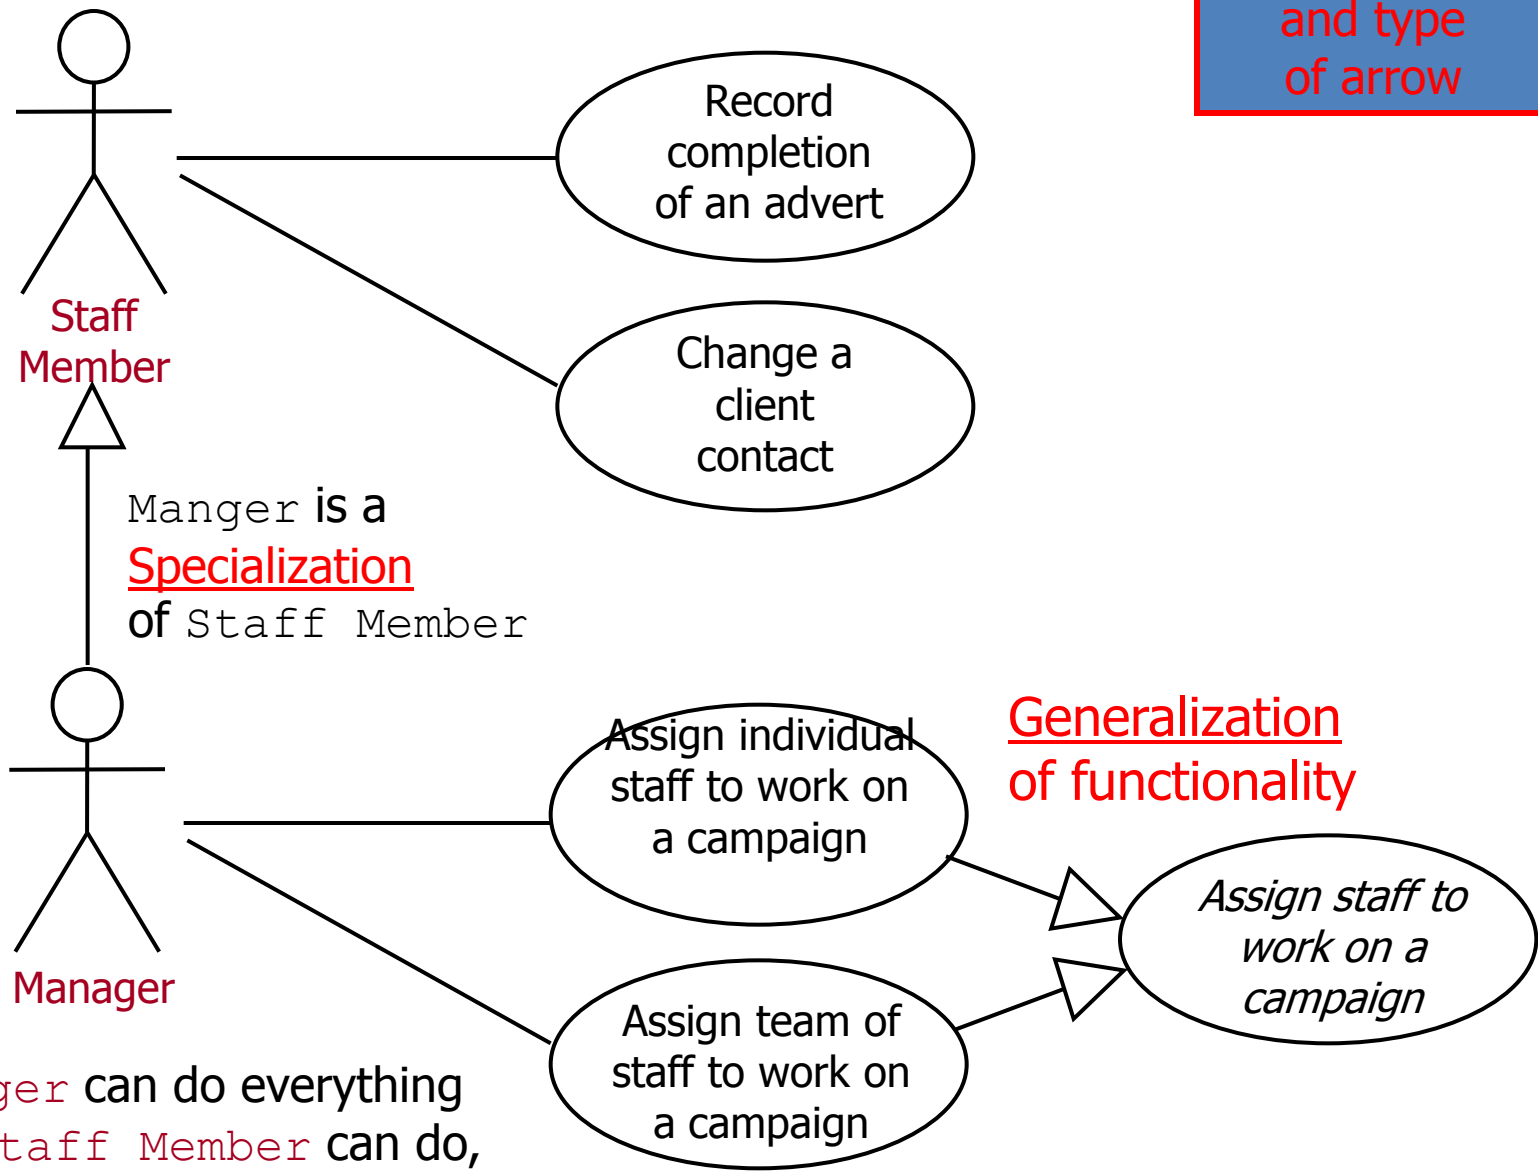 and type
of arrow
Record
completion
of an advert
Staff
Member
Change a
client
contact
Manger is a
Specialization
of Staff Member
Assign individual
staff to work on
a campaign
Generalization
of functionality
Assign staff to
work on a
campaign
Manager
Assign team of
staff to work on
a campaign
can do everything
Member can do,